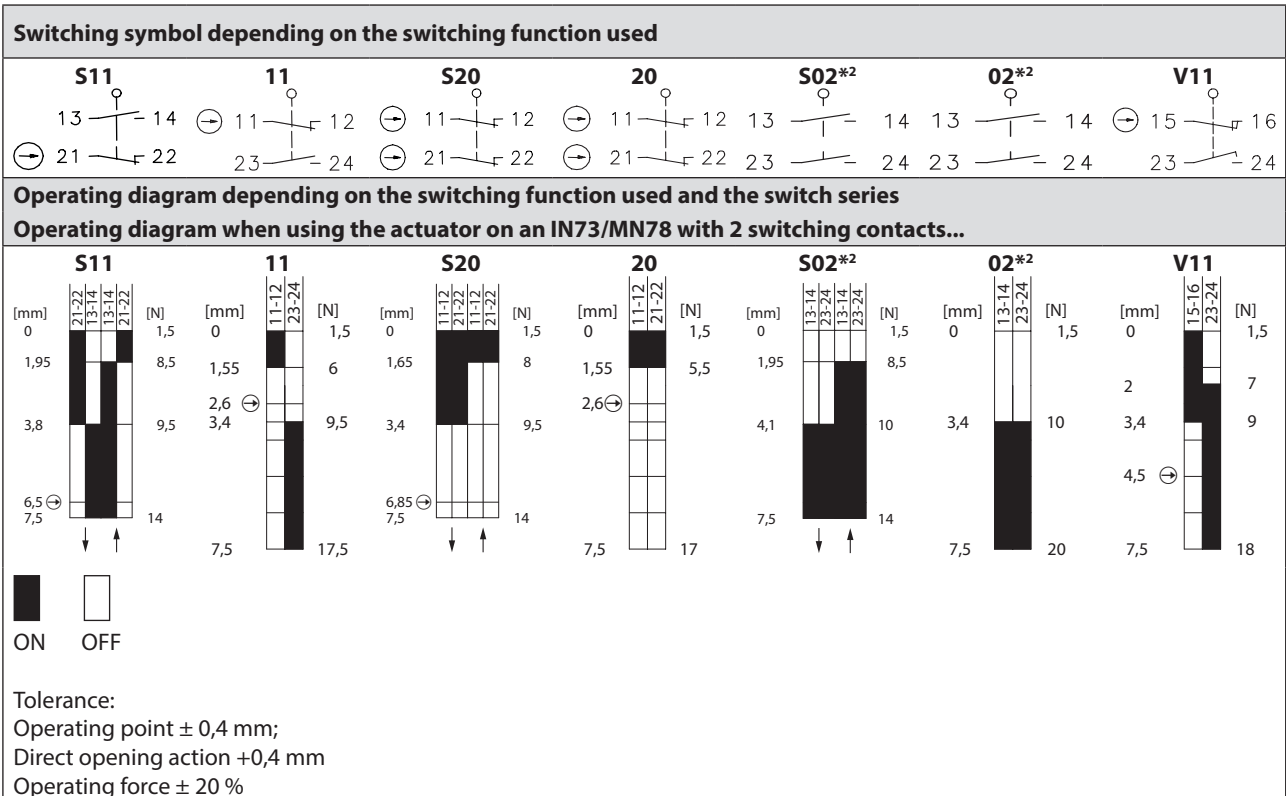 Switching symbol depending on the switching function used
S11 11 S20 20 S02*² 02*² V11
13 14 11 12 11 12 11 12 13 14 13 14 15 16
21 22 23 24 21 22 21 22 23 24 23 24 23 24
Operating diagram depending on the switching function used and the switch series
Operating diagram when using the actuator on an IN73/MN78 with 2 switching contacts...
S11 11 S20 20 S02*² 02*² V11
[mm] 21-22 13-14 13-14 21-22 [N]
0 1,5
1,95 8,5
3,8 9,5
6,5
7,5 14
[mm] 11-12 23-24 [N]
0 1,5
1,55 6
2,6
3,4 9,5
7,5 17,5
[mm] 11-12 21-22 11-12 21-22 [N]
0 1,5
1,65 8
3,4 9,5
6,85
7,5 14
[mm] 11-12 21-22 [N]
0 1,5
1,55 5,5
2,6
7,5 17
[mm] 13-14 23-24 13-14 23-24 [N]
0 1,5
1,95 8,5
4,1 10
7,5 14
[mm] 13-14 23-24 [N]
0 1,5
3,4 10
7,5 20
[mm] 15-16 23-24 [N]
0 1,5
2 7
3,4 9
4,5
7,5 18
ON OFF
Tolerance:
Operating point ± 0,4 mm;
Direct opening action +0,4 mm
Operating force ± 20 %